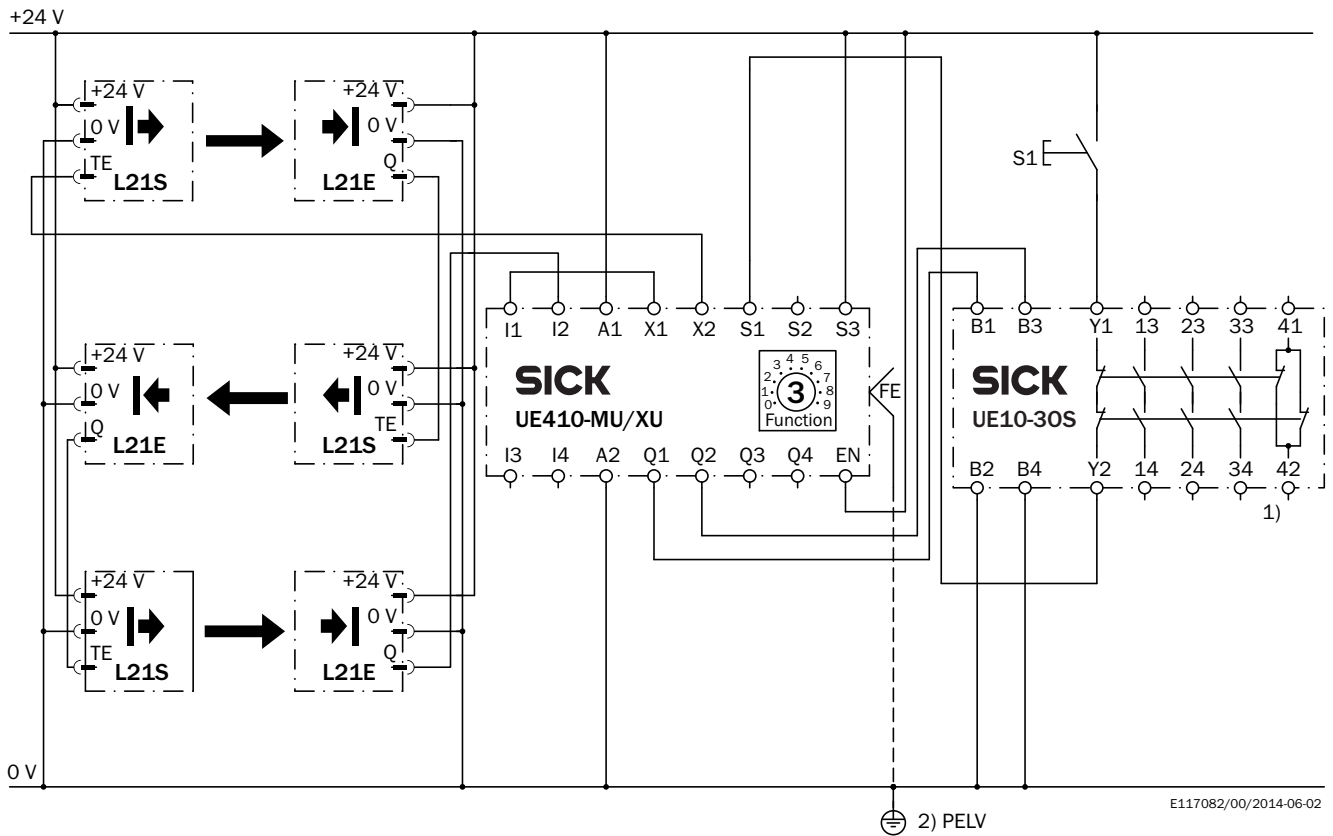 +24 V
+24 V
0 V
TE
L21S
+24 V
0 V
Q
L21E
+24 V
0 V
Q
L21E
+24 V
0 V
TE
L21S
+24 V
0 V
TE
L21S
+24 V
0 V
Q
L21E
I1 I2 A1 X1 X2 S1 S2 S3
SICK
UE410-MU/XU
0 1 2 3 4 5 6 7 8 9
3
Function
FE
I3 I4 A2 Q1 Q2 Q3 Q4 EN
S1
B1 B3 Y1 13 23 33 41
SICK
UE10-30S
B2 B4 Y2 14 24 34 42
1)
0 V
2) PELV
E117082/00/2014-06-02